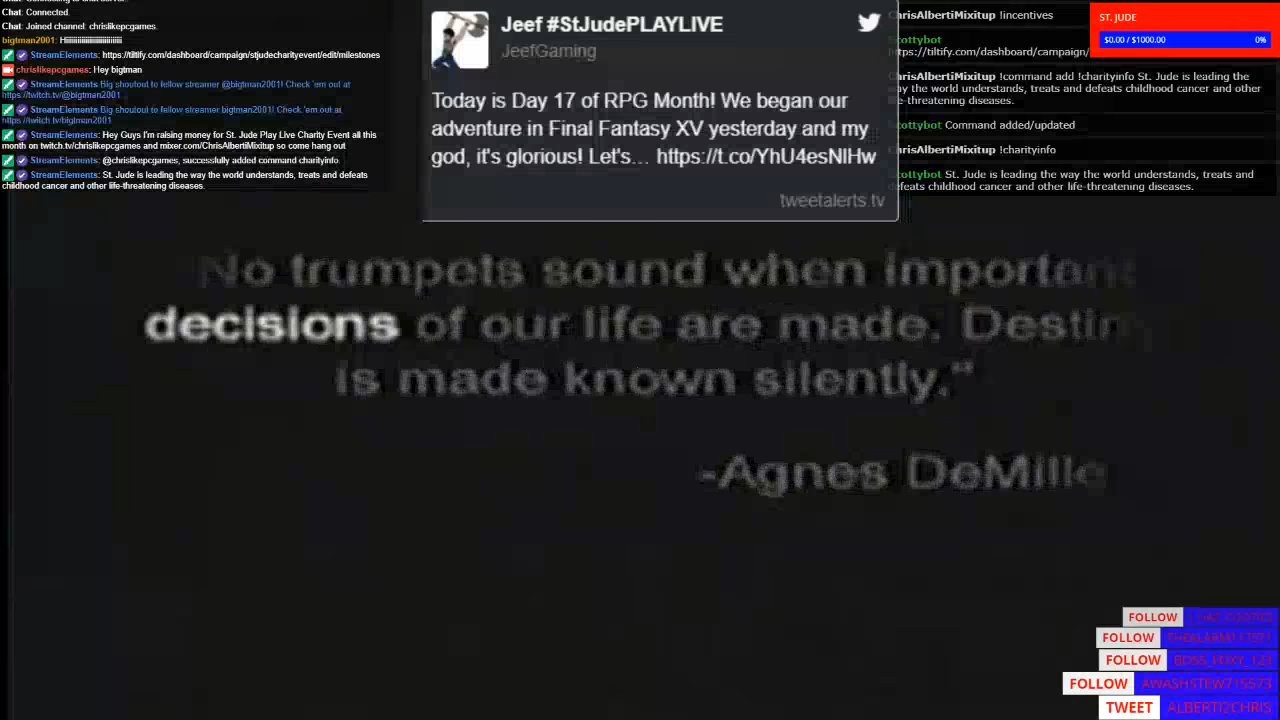 Chat: Connected.
Chat: Joined channel: chrislikepcgames.
StreamElements: https://tiltify.com/dashboard/campaign/stjudecharityevent/edit/milestones
chrislikepcgames: Hey bigtman
StreamElements: Big shoutout to fellow streamer @bigtman2001! Check 'em out at
https://twitch.tv/@bigtman2001
StreamElements: Big shoutout to fellow streamer bigtman2001! Check 'em out at
https://twitch.tv/bigtman2001
StreamElements: Hey Guys I'm raising money for St. Jude Play Live Charity Event all this
month on twitch.tv/chrislikepcgames and mixer.com/ChrisAlbertiMixitup so come hang out
StreamElements: @chrislikepcgames, successfully added command charityinfo.
StreamElements: St. Jude is leading the way the world understands, treats and defeats
childhood cancer and other life-threatening diseases.
Jeef #StJudePLAYLIVE
JeefGaming
Today is Day 17 of RPG Month! We began our
adventure in Final Fantasy XV yesterday and my
god, it's glorious! Let's… https://t.co/YhU4esNlHw
tweetalerts.tv
ChrisAlbertiMixitup !incentives
Scottybot
https://tiltify.com/dashboard/campaign/
ChrisAlbertiMixitup !command add !charityinfo St. Jude is leading the
way the world understands, treats and defeats childhood cancer and other
life-threatening diseases.
Scottybot Command added/updated
ChrisAlbertiMixitup !charityinfo
Scottybot St. Jude is leading the way the world understands, treats and
defeats childhood cancer and other life-threatening diseases.
ST. JUDE
$0.00 / $1000.00 0%
"No trumpets sound when important
decisions of our life are made. Destiny
is made known silently."
-Agnes DeMille
FOLLOW
FOLLOW
FOLLOW
FOLLOW AWASHSTEW715573
TWEET ALBERTI2CHRIS